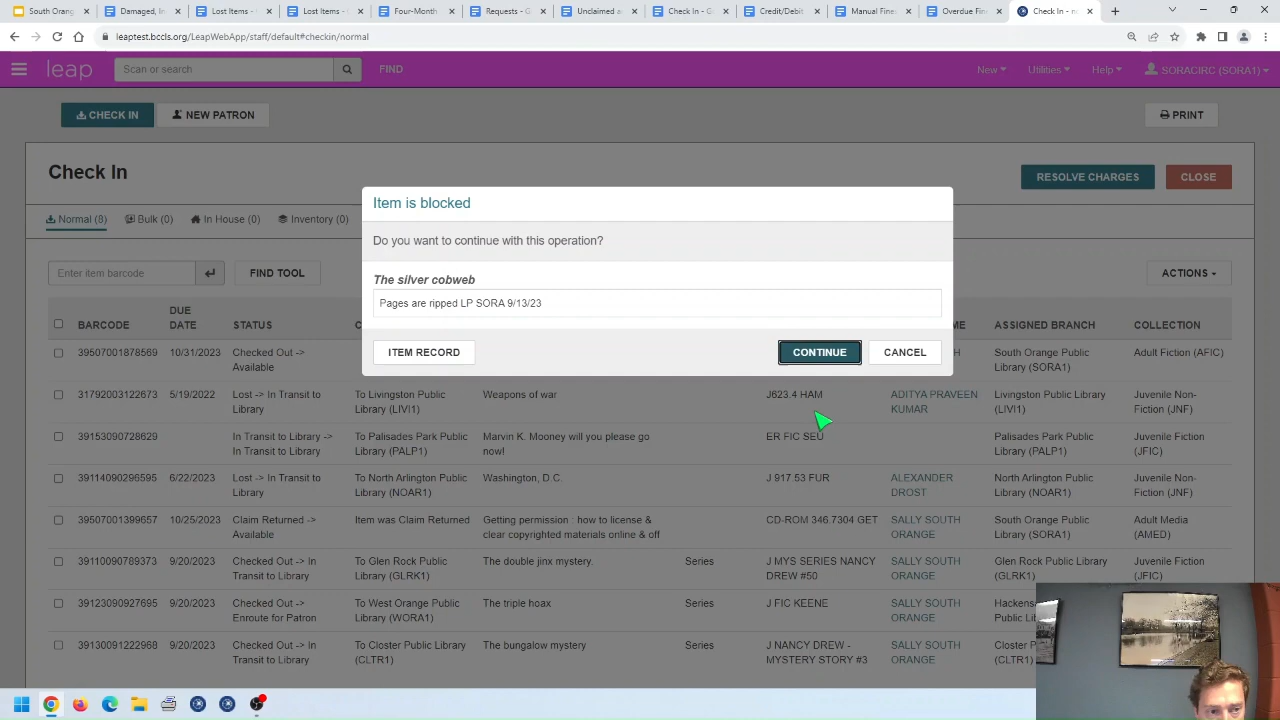 South Orang
Damaged, In
Lost Items -
Lost Items -
Four-Month
Requests - G
Unclaimed a
Check In - G
Credit/Debit
Manual Fine
Overdue Fine
Check In - n
leaptest.bccls.org/LeapWebApp/staff/default#checkin/normal
leap
Scan or search
FIND
New
Utilities
Help
SORACIRC (SORA1)
CHECK IN
NEW PATRON
PRINT
Check In
RESOLVE CHARGES
CLOSE
Normal (8)
Bulk (0)
In House (0)
Inventory (0)
Enter item barcode
FIND TOOL
ACTIONS
Item is blocked
Do you want to continue with this operation?
The silver cobweb
Pages are ripped LP SORA 9/13/23
ITEM RECORD
CONTINUE
CANCEL
BARCODE DUE DATE STATUS ASSIGNED BRANCH COLLECTION
39507001878569 10/31/2023 Checked Out -> South Orange Public Adult Fiction (AFIC)
Available Library (SORA1)
31792003122673 5/19/2022 Lost -> In Transit to To Livingston Public Weapons of war J623.4 HAM ADITYA PRAVEEN Livingston Public Library Juvenile Non-
Library Library (LIVI1) KUMAR (LIVI1) Fiction (JNF)
39153090728629 In Transit to Library -> To Palisades Park Public Marvin K. Mooney will you please go ER FIC SEU Palisades Park Public Juvenile Fiction
In Transit to Library Library (PALP1) now! Library (PALP1) (JFIC)
39114090296595 6/22/2023 Lost -> In Transit to To North Arlington Public Washington, D.C. J 917.53 FUR ALEXANDER North Arlington Public Juvenile Non-
Library Library (NOAR1) DROST Library (NOAR1) Fiction (JNF)
39507001399657 10/25/2023 Claim Returned -> Item was Claim Returned Getting permission : how to license & CD-ROM 346.7304 GET SALLY SOUTH South Orange Public Adult Media
Available clear copyrighted materials online & off ORANGE Library (SORA1) (AMED)
39110090789373 9/20/2023 Checked Out -> In To Glen Rock Public The double jinx mystery. Series J MYS SERIES NANCY SALLY SOUTH Glen Rock Public Juvenile Fiction
Transit to Library Library (GLRK1) DREW #50 ORANGE Library (GLRK1) (JFIC)
39123090927695 9/20/2023 Checked Out -> To West Orange Public The triple hoax Series J FIC KEENE SALLY SOUTH Hackens
Enroute for Patron Library (WORA1) ORANGE Public Li
39130091222968 9/20/2023 Checked Out -> In To Closter Public Library The bungalow mystery Series J NANCY DREW - SALLY SOUTH Closter P
Transit to Library (CLTR1) MYSTERY STORY #3 ORANGE (CLTR1)